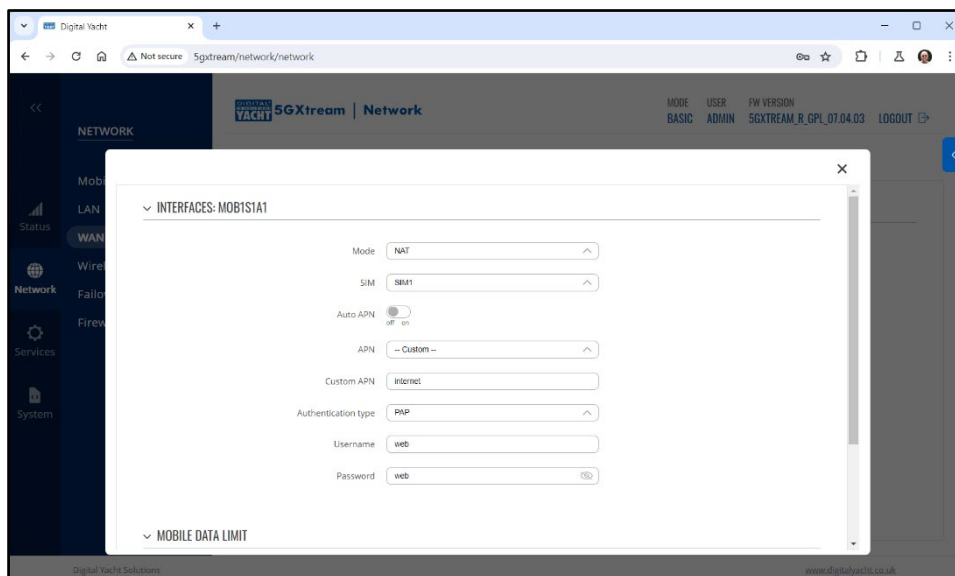 Digital Yacht
Not secure 5gxtream/network/network
DIGITAL YACHT 5GXtream | Network
MODE USER FW VERSION
BASIC ADMIN 5GXTREAM_R_GPL_07.04.03 LOGOUT
NETWORK
Mobi
LAN
WAN
Wirel
Failo
Firew
Status
Network
Services
System
INTERFACES: MOB1S1A1
Mode NAT
SIM SIM1
Auto APN
off on
APN -- Custom --
Custom APN internet
Authentication type PAP
Username web
Password web
MOBILE DATA LIMIT
Digital Yacht Solutions www.digitalyacht.co.uk